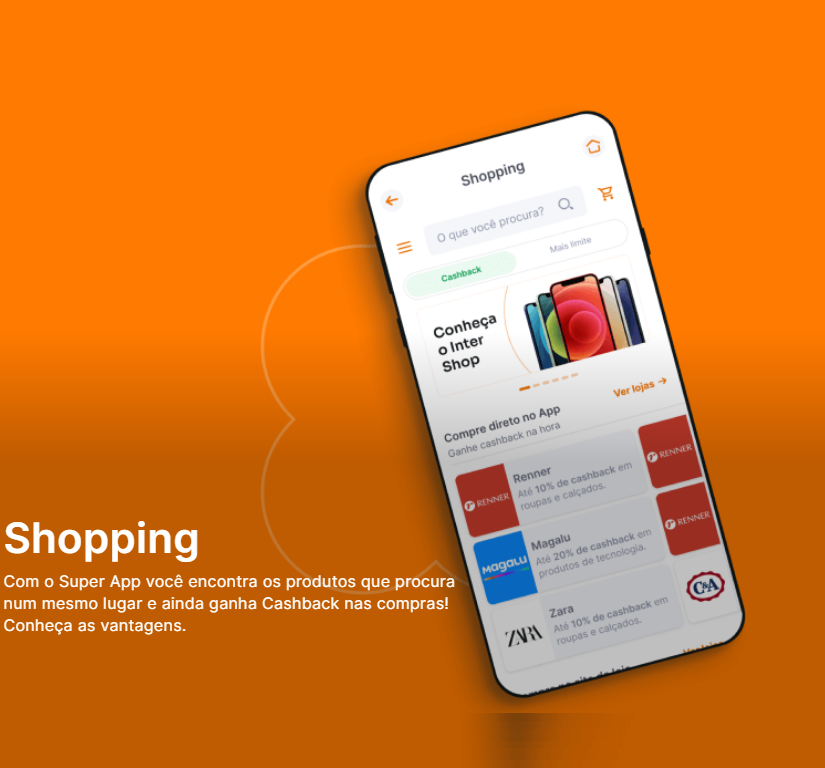 Shopping
O que você procura?
Cashback
Mais limite
Conheça
o Inter
Shop
Ver lojas →
Compre direto no App
Ganhe cashback na hora
RENNER
Renner
Até 10% de cashback em
roupas e calçados.
RENNER
Magalu
Magalu
Até 20% de cashback em
produtos de tecnologia.
RENNER
ZARA
Zara
Até 10% de cashback em
roupas e calçados.
C&A
Shopping
Com o Super App você encontra os produtos que procura
num mesmo lugar e ainda ganha Cashback nas compras!
Conheça as vantagens.